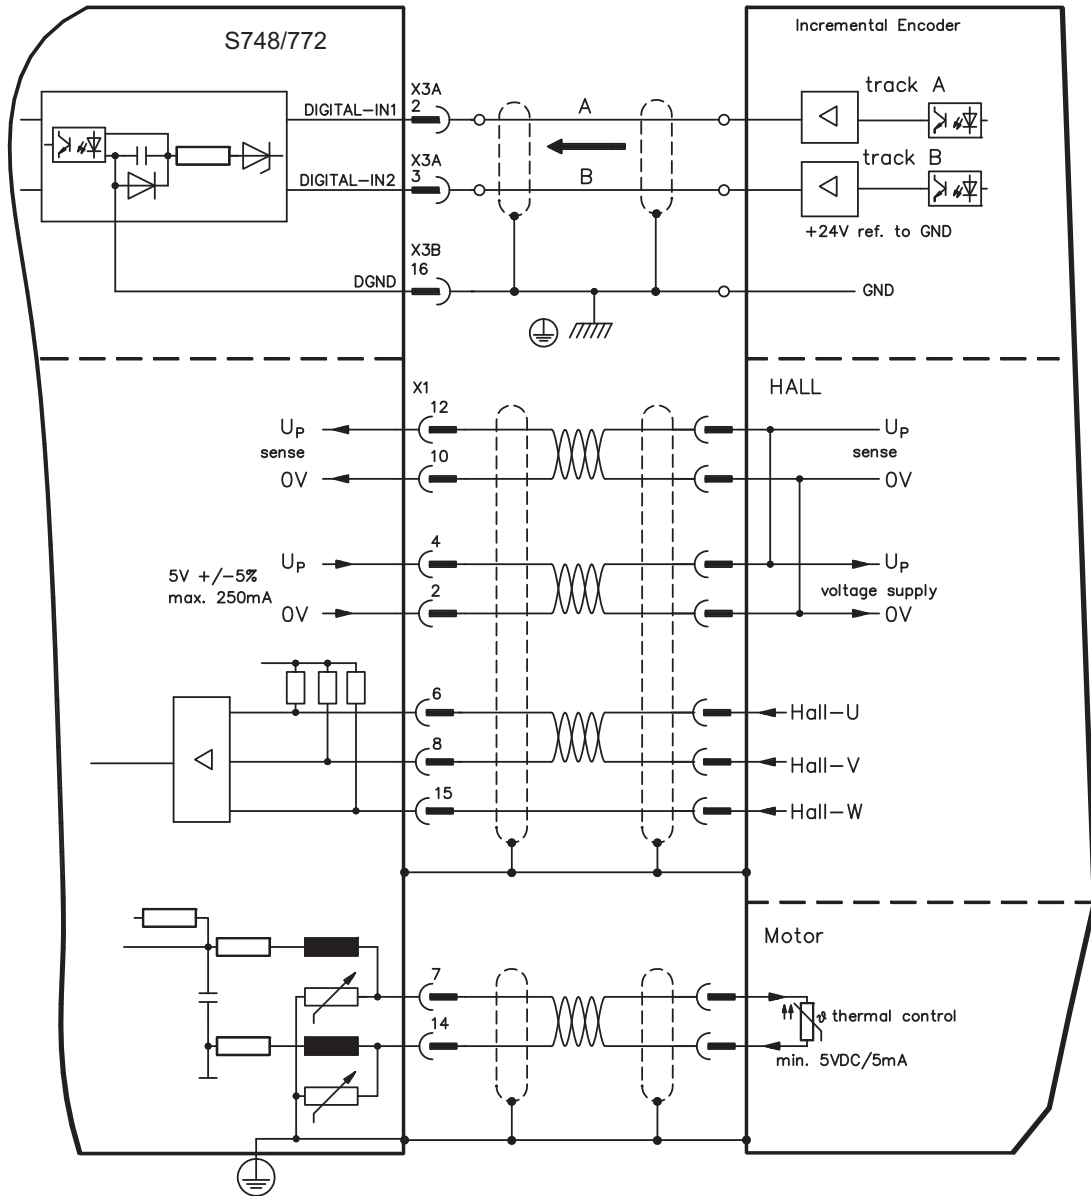 S748/772
Incremental Encoder
X3A
2
DIGITAL-IN1
A
track A
X3A
3
DIGITAL-IN2
B
track B
+24V ref. to GND
X3B
16
DGND
GND
X1
HALL
12
UP
UP
sense
sense
10
0V
0V
4
UP
UP
5V +/-5%
max. 250mA
voltage supply
2
0V
0V
6
Hall-U
8
Hall-V
15
Hall-W
Motor
7
14
ϑ thermal control
min. 5VDC/5mA